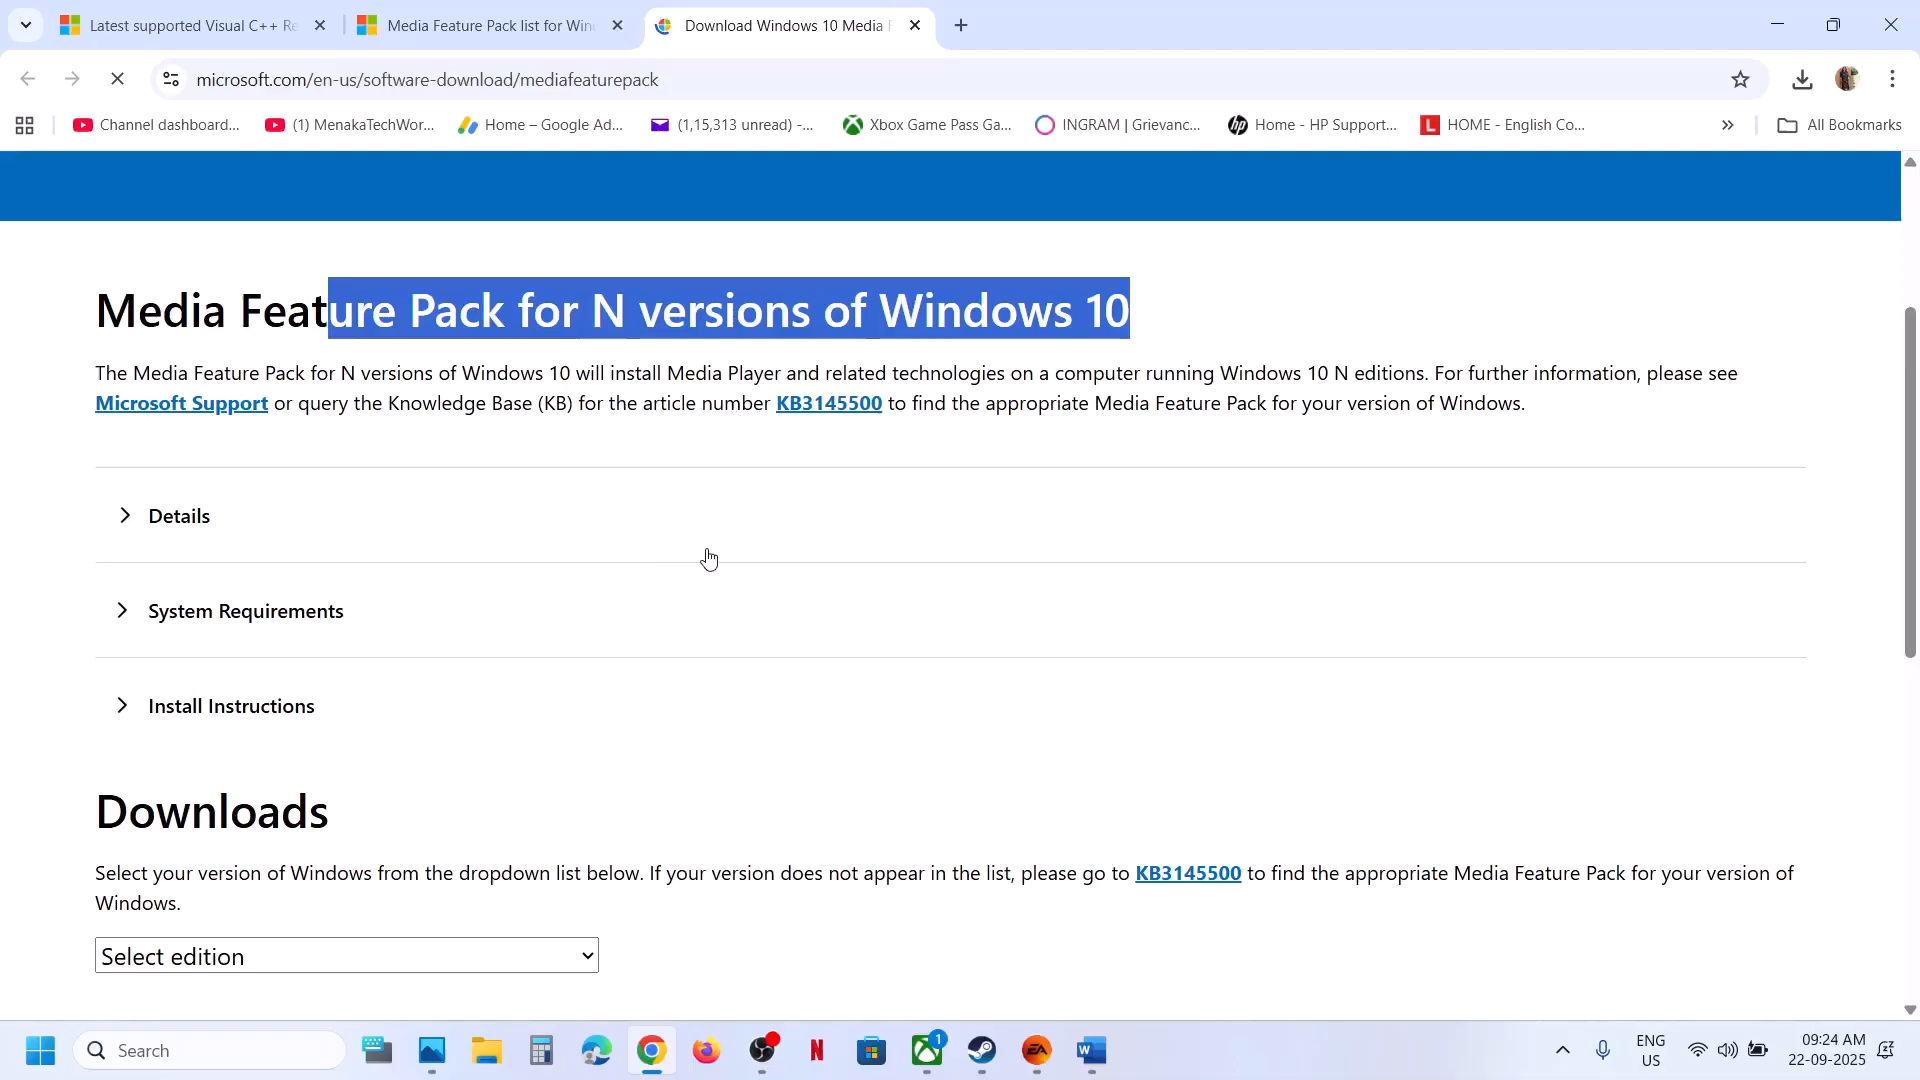 Latest supported Visual C++ Re
Media Feature Pack list for Win
Download Windows 10 Media F
microsoft.com/en-us/software-download/mediafeaturepack
Channel dashboard...
(1) MenakaTechWor...
Home – Google Ad...
(1,15,313 unread) -...
Xbox Game Pass Ga...
INGRAM | Grievanc...
Home - HP Support...
HOME - English Co...
All Bookmarks
Media Feature Pack for N versions of Windows 10
The Media Feature Pack for N versions of Windows 10 will install Media Player and related technologies on a computer running Windows 10 N editions. For further information, please see
Microsoft Support or query the Knowledge Base (KB) for the article number KB3145500 to find the appropriate Media Feature Pack for your version of Windows.
Details
System Requirements
Install Instructions
Downloads
Select your version of Windows from the dropdown list below. If your version does not appear in the list, please go to KB3145500 to find the appropriate Media Feature Pack for your version of
Windows.
Select edition
Search
ENG
US
09:24 AM
22-09-2025